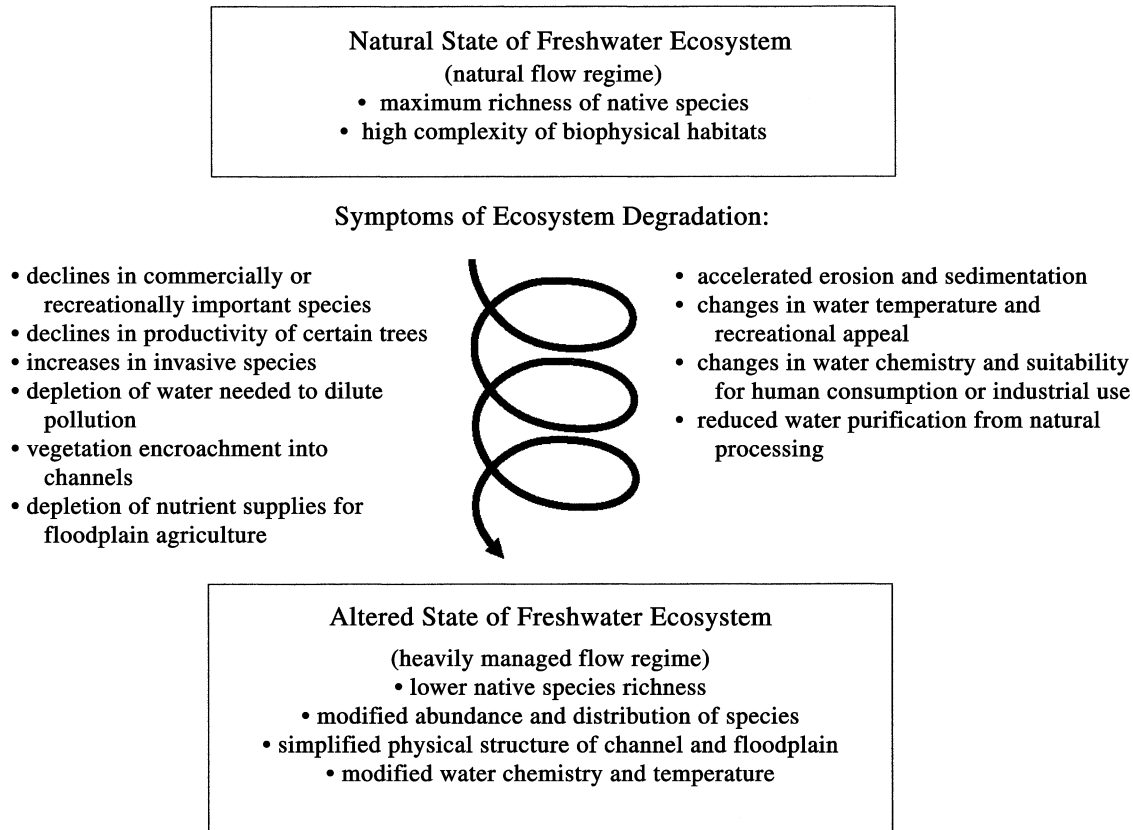 Natural State of Freshwater Ecosystem
(natural flow regime)
• maximum richness of native species
• high complexity of biophysical habitats
Symptoms of Ecosystem Degradation:
• declines in commercially or
recreationally important species
• declines in productivity of certain trees
• increases in invasive species
• depletion of water needed to dilute
pollution
• vegetation encroachment into
channels
• depletion of nutrient supplies for
floodplain agriculture
• accelerated erosion and sedimentation
• changes in water temperature and
recreational appeal
• changes in water chemistry and suitability
for human consumption or industrial use
• reduced water purification from natural
processing
Altered State of Freshwater Ecosystem
(heavily managed flow regime)
• lower native species richness
• modified abundance and distribution of species
• simplified physical structure of channel and floodplain
• modified water chemistry and temperature